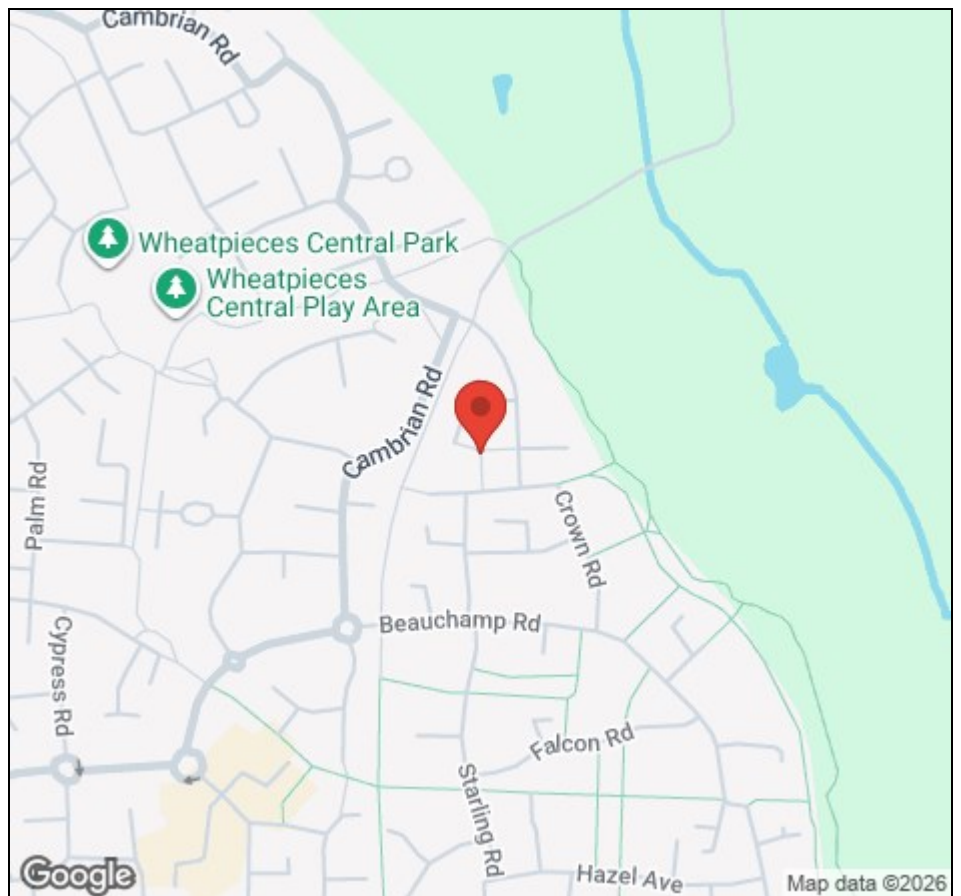 Cambrian Rd
Wheatpieces Central Park
Wheatpieces
Central Play Area
Cambrian Rd
Palm Rd
Crown Rd
Beauchamp Rd
Cypress Rd
Falcon Rd
Starling Rd
Hazel Ave
Google
Map data ©2026